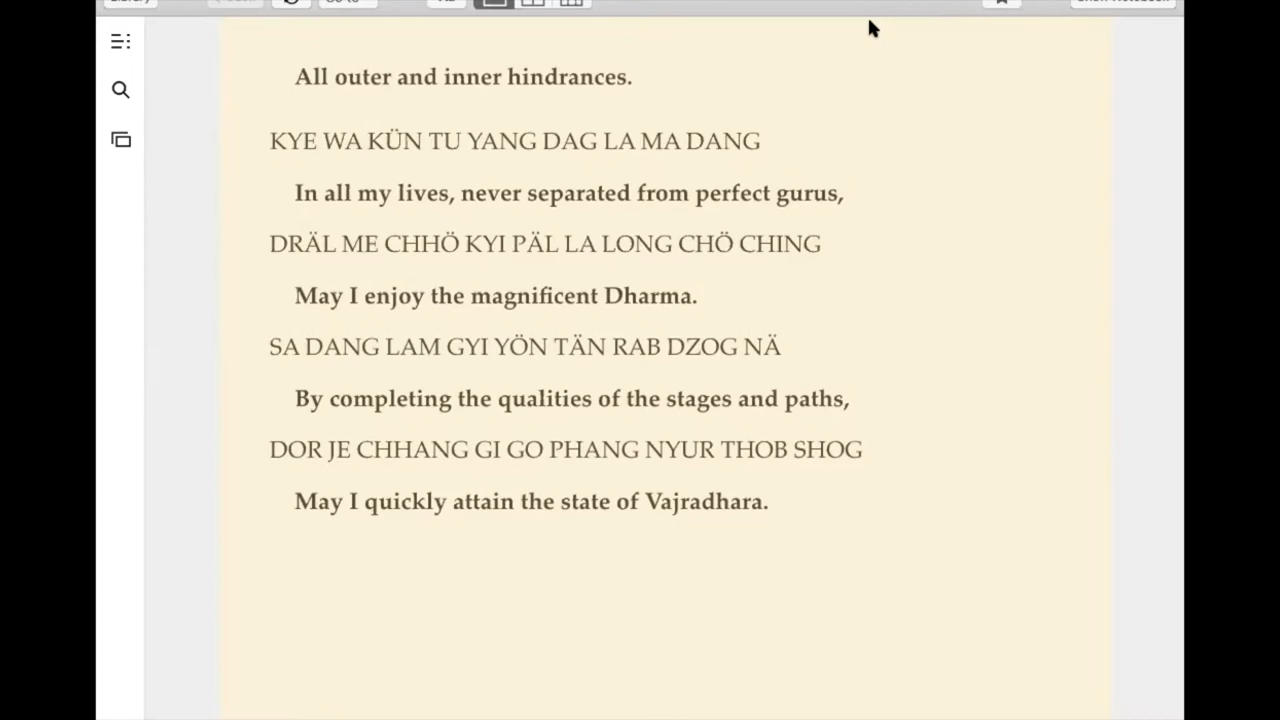 All outer and inner hindrances.
KYE WA KÜN TU YANG DAG LA MA DANG
In all my lives, never separated from perfect gurus,
DRÄL ME CHHÖ KYI PÄL LA LONG CHÖ CHING
May I enjoy the magnificent Dharma.
SA DANG LAM GYI YÖN TÄN RAB DZOG NÄ
By completing the qualities of the stages and paths,
DOR JE CHHANG GI GO PHANG NYUR THOB SHOG
May I quickly attain the state of Vajradhara.